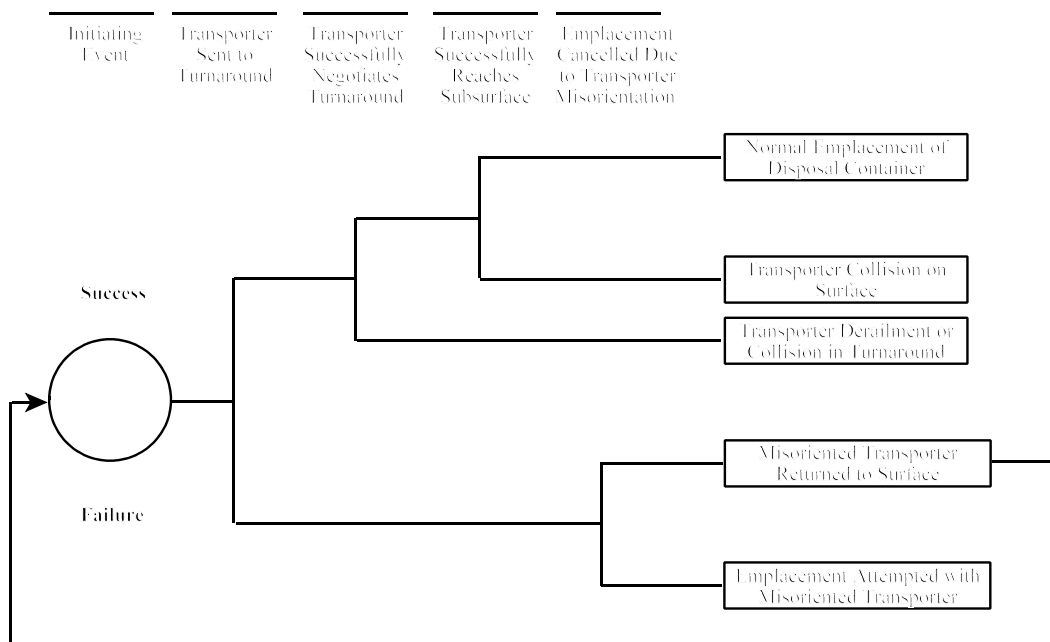 Initiating
Event
Transporter
Sent to
Turnaround
Transporter
Successfully
Negotiates
Turnaround
Transporter
Successfully
Reaches
Subsurface
Emplacement
Cancelled Due
to Transporter
Misorientation
Normal Emplacement of
Disposal Container
Transporter Collision on
Surface
Success
Transporter Derailment or
Collision in Turnaround
Misoriented Transporter
Returned to Surface
Failure
Emplacement Attempted with
Misoriented Transporter